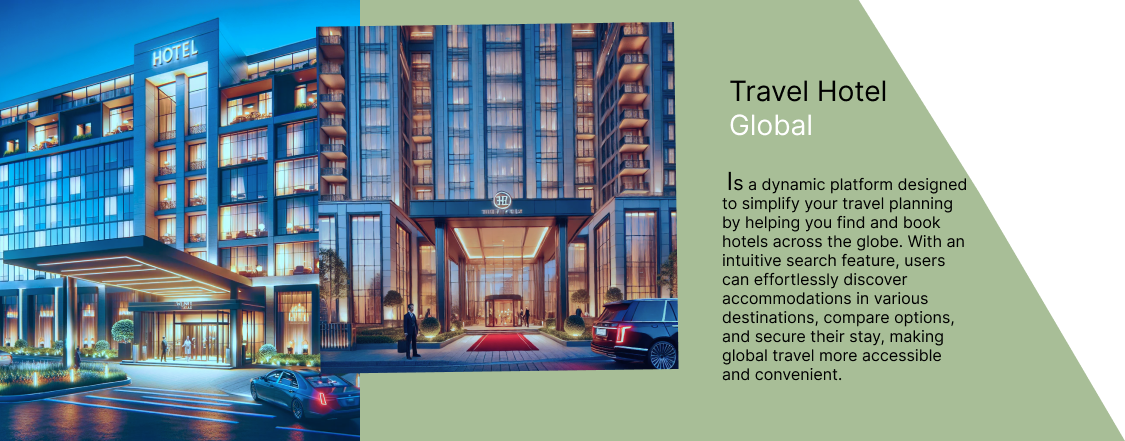 HOTEL
Travel Hotel
Global
Is a dynamic platform designed
to simplify your travel planning
by helping you find and book
hotels across the globe. With an
intuitive search feature, users
can effortlessly discover
accommodations in various
destinations, compare options,
and secure their stay, making
global travel more accessible
and convenient.